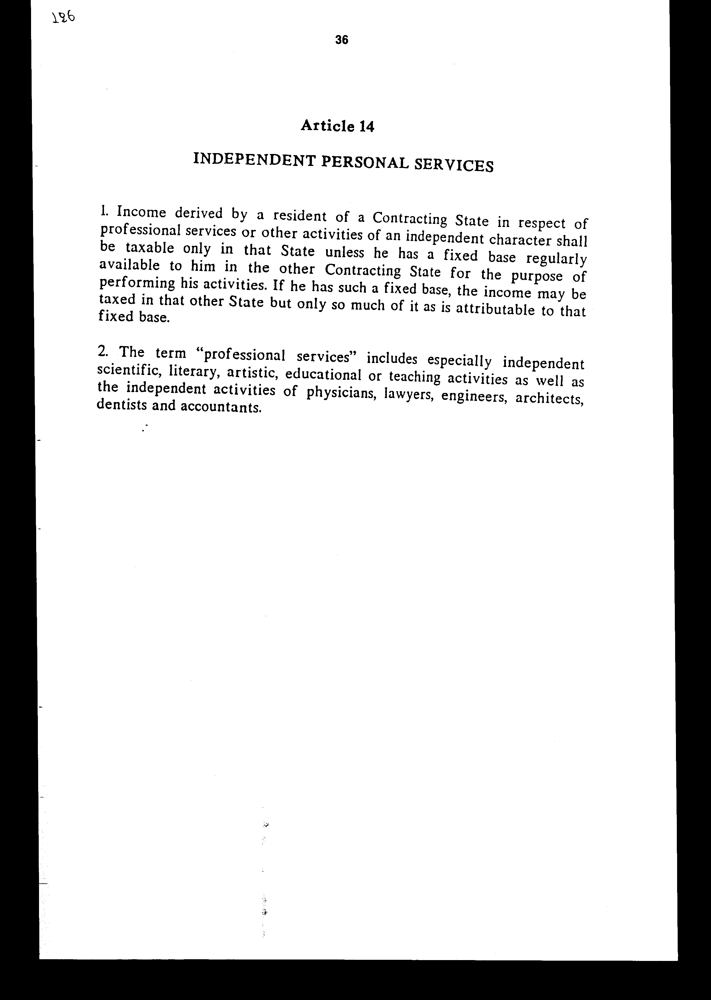 126
36
Article 14
INDEPENDENT PERSONAL SERVICES
1. Income derived by a resident of a Contracting State in respect of
professional services or other activities of an independent character shall
be taxable only in that State unless he has a fixed base regularly
available to him in the other Contracting State for the purpose of
performing his activities. If he has such a fixed base, the income may be
taxed in that other State but only so much of it as is attributable to that
fixed base.
2. The term “professional services” includes especially independent
scientific, literary, artistic, educational or teaching activities as well as
the independent activities of physicians, lawyers, engineers, architects,
dentists and accountants.